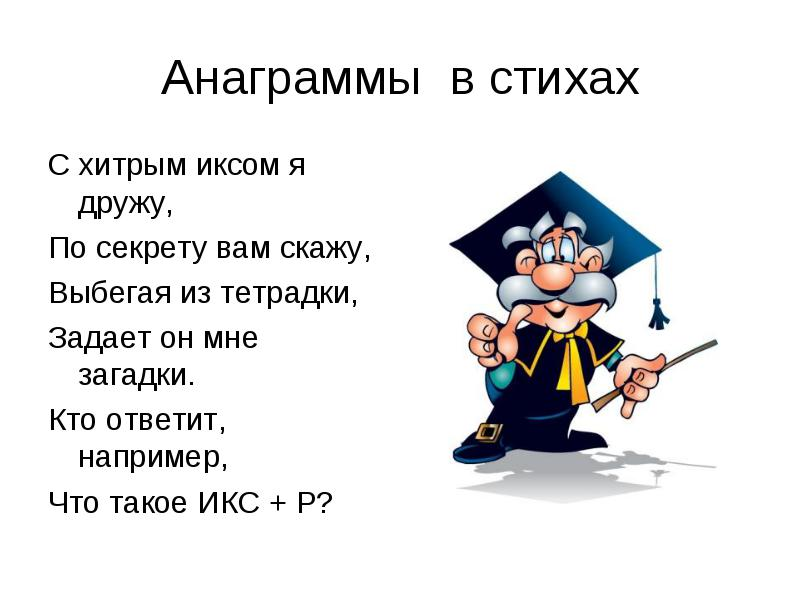 Анаграммы в стихах
С хитрым иксом я
дружу,
По секрету вам скажу,
Выбегая из тетрадки,
Задает он мне
загадки.
Кто ответит,
например,
Что такое ИКС + Р?